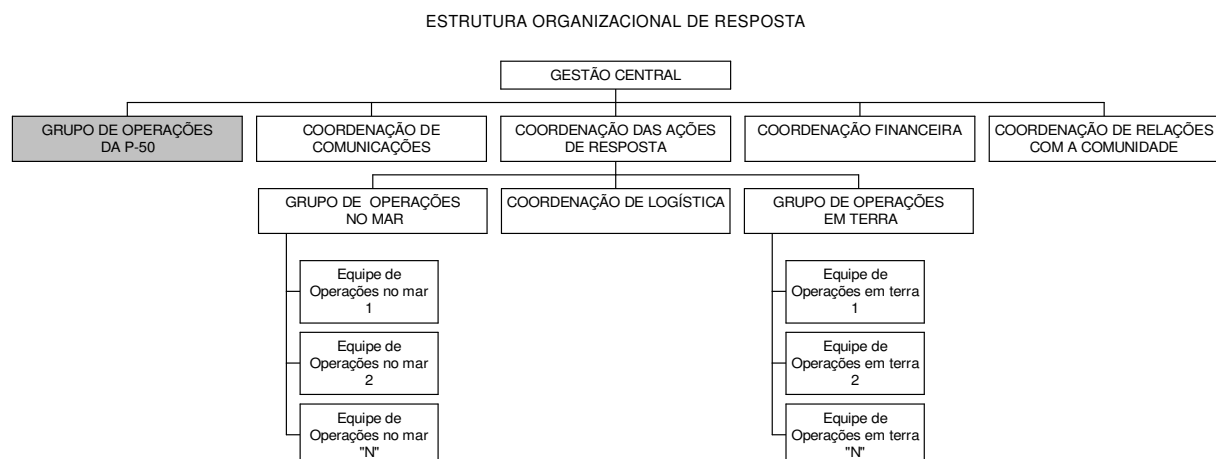 ESTRUTURA ORGANIZACIONAL DE RESPOSTA
GESTÃO CENTRAL
GRUPO DE OPERAÇÕES
DA P-50
COORDENAÇÃO DE
COMUNICAÇÕES
COORDENAÇÃO DAS AÇÕES
DE RESPOSTA
COORDENAÇÃO FINANCEIRA
COORDENAÇÃO DE RELAÇÕES
COM A COMUNIDADE
GRUPO DE OPERAÇÕES
NO MAR
COORDENAÇÃO DE LOGÍSTICA
GRUPO DE OPERAÇÕES
EM TERRA
Equipe de
Operações no mar
1
Equipe de
Operações no mar
2
Equipe de
Operações no mar
"N"
Equipe de
Operações em terra
1
Equipe de
Operações em terra
2
Equipe de
Operações em terra
"N"